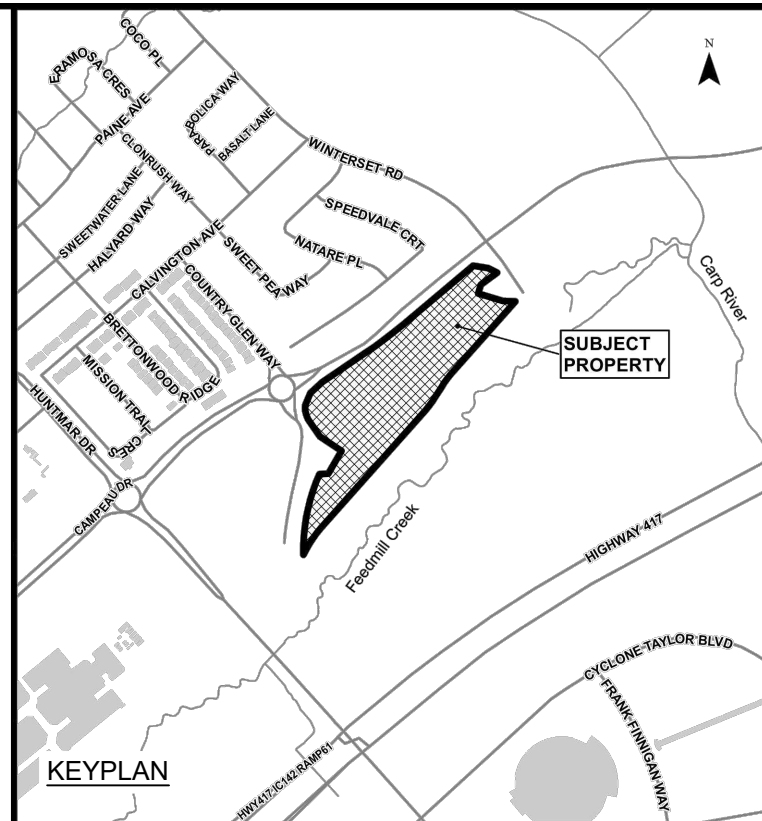 COCO PL
N
ERAMOSA CRES
PAINE AVE
PARABOLICA WAY
BASALT LANE
CLONRUSH WAY
WINTERSET RD
SWEETWATER LANE
HALYARD WAY
SPEEDVALE CRT
CALVINGTON AVE
SWEET PEA WAY
NATARE PL
COUNTRY GLEN WAY
Carp River
BRETTONWOOD RIDGE
SUBJECT
PROPERTY
MISSION TRAIL CRES
HUNTMAR DR
CAMPEAU DR
Feedmill Creek
HIGHWAY 417
CYCLONE TAYLOR BLVD
FRANK FINNIGAN WAY
KEYPLAN
HWY417 IC142 RAMP61